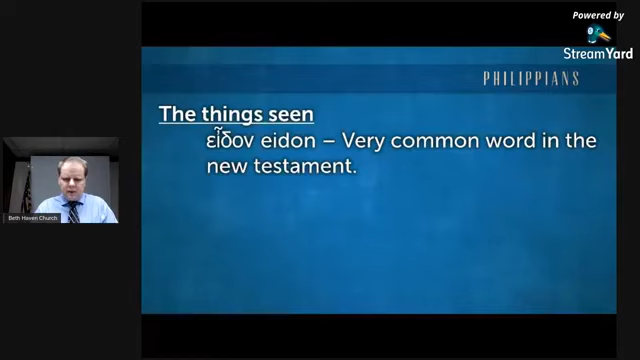 Powered by
StreamYard
PHILIPPIANS
The things seen
εἶδον eidon – Very common word in the
new testament.
Beth Haven Church